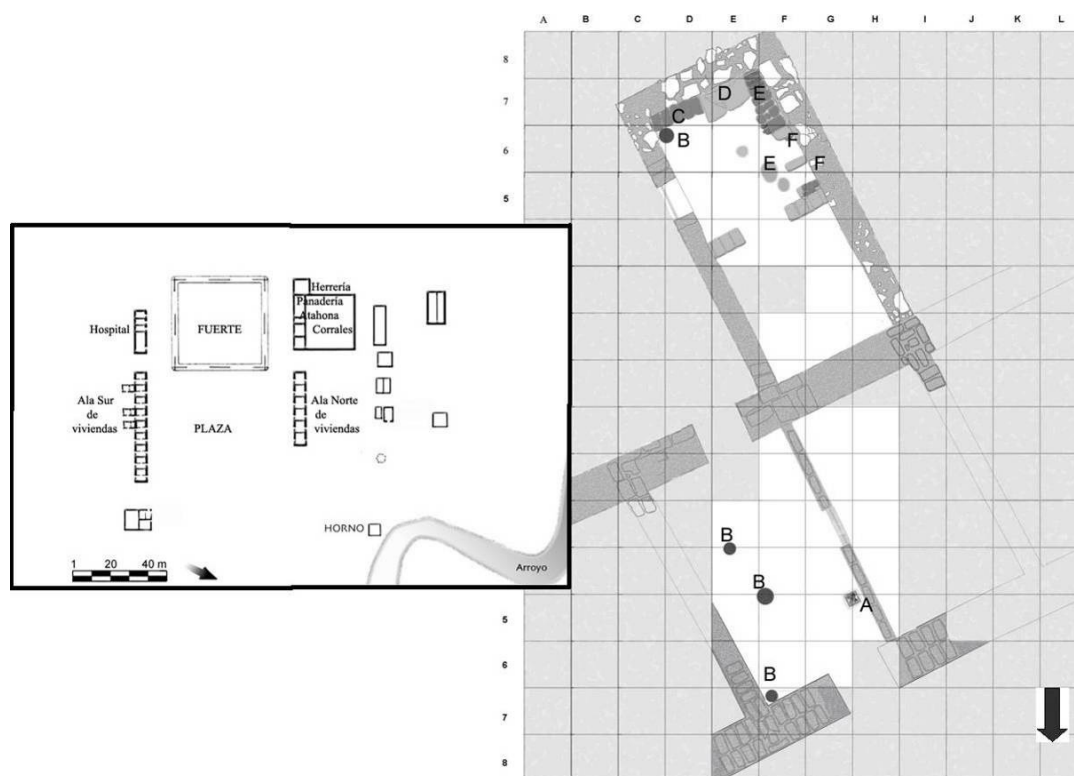 A B C D E F G H I J K L
8
7
6
5
5
6
7
8
D
E
C
B
F
E
F
B
B
A
B
Herrería
Panadería
Atahona
Corrales
Hospital
FUERTE
Ala Sur
de
viviendas
PLAZA
Ala Norte
de
viviendas
HORNO
Arroyo
1 20 40 m